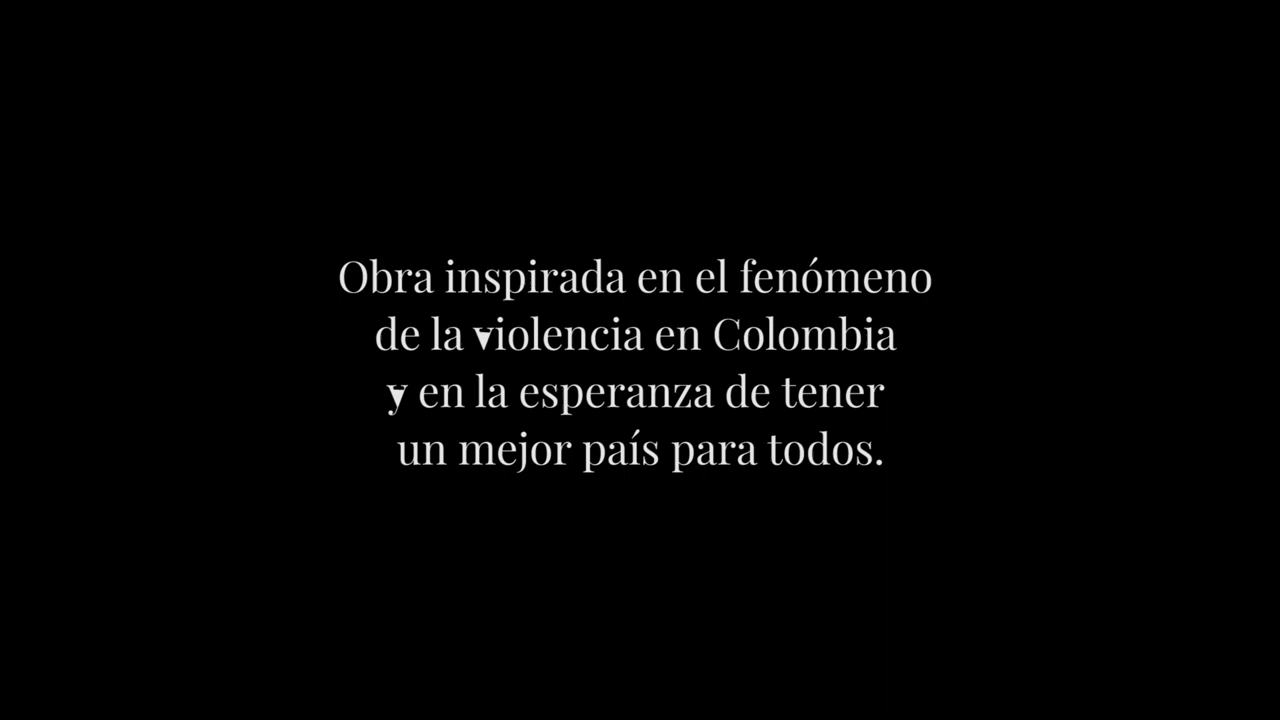 Obra inspirada en el fenómeno
de la violencia en Colombia
y en la esperanza de tener
un mejor país para todos.